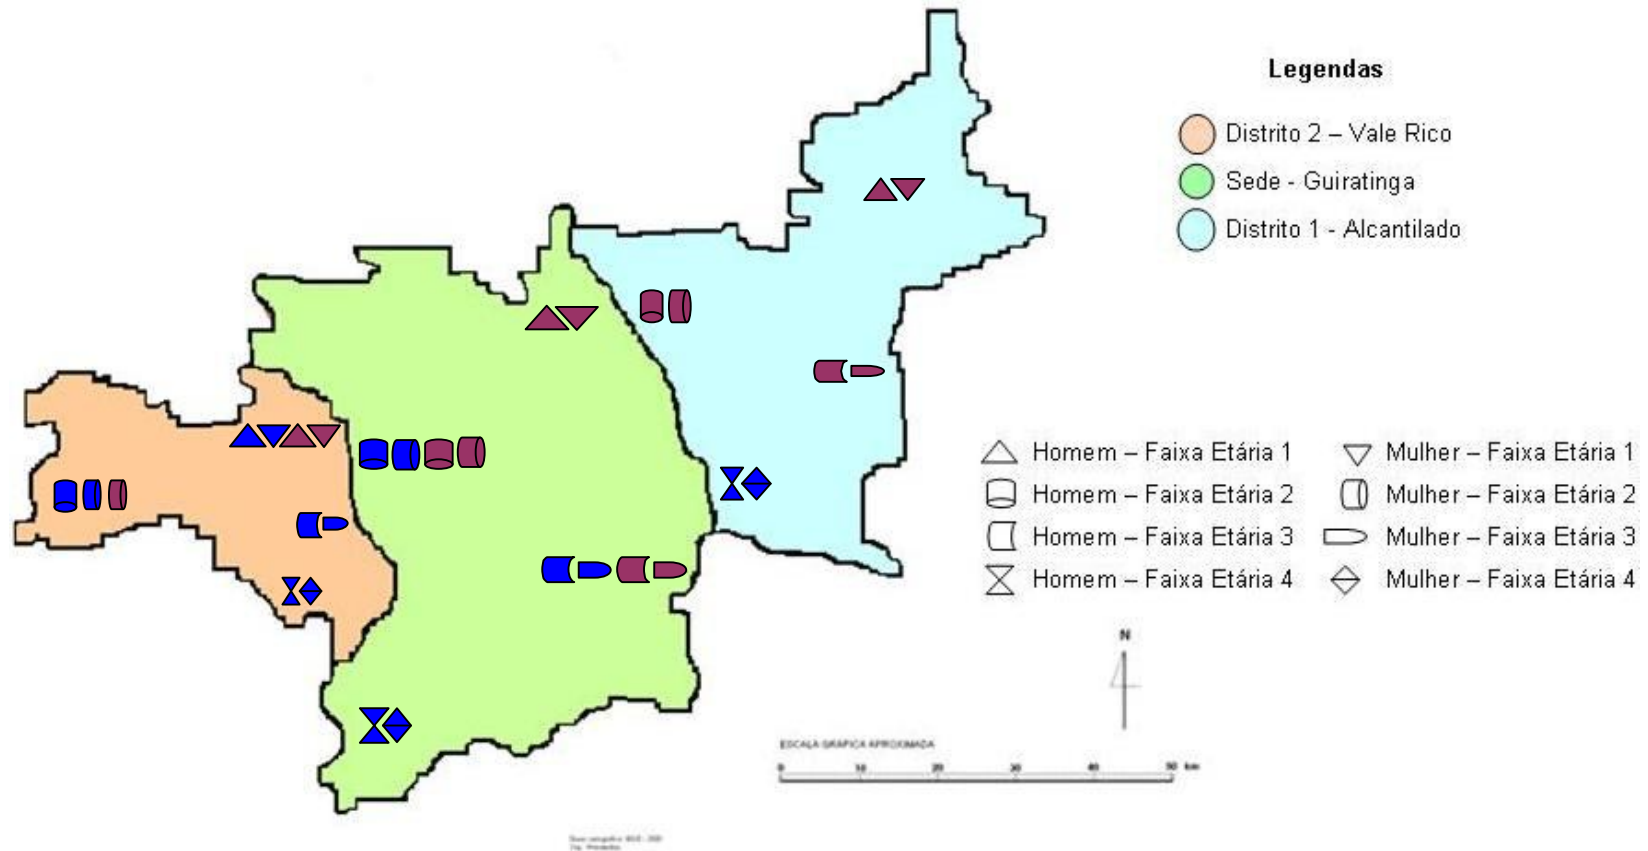 Legendas
Distrito 2 – Vale Rico
Sede - Guiratinga
Distrito 1 - Alcantilado
Homem – Faixa Etária 1
Mulher – Faixa Etária 1
Homem – Faixa Etária 2
Mulher – Faixa Etária 2
Homem – Faixa Etária 3
Mulher – Faixa Etária 3
Homem – Faixa Etária 4
Mulher – Faixa Etária 4
N
ESCALA GRÁFICA APROXIMADA
0 10 20 30 40 50 km